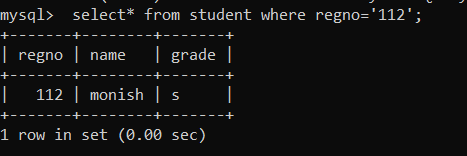 mysql>  select* from student where regno='112';
+-------+--------+-------+
| regno | name   | grade |
+-------+--------+-------+
|   112 | monish | s     |
+-------+--------+-------+
1 row in set (0.00 sec)